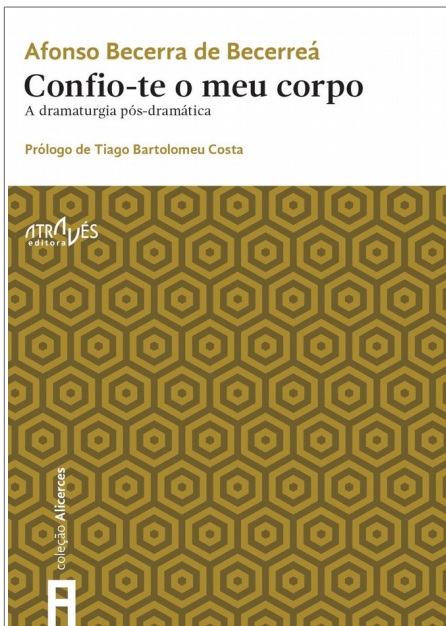 Afonso Becerra de Becerreá
Confio-te o meu corpo
A dramaturgia pós-dramática
Prólogo de Tiago Bartolomeu Costa
ATRAVÉS
editora
coleção Alicerces